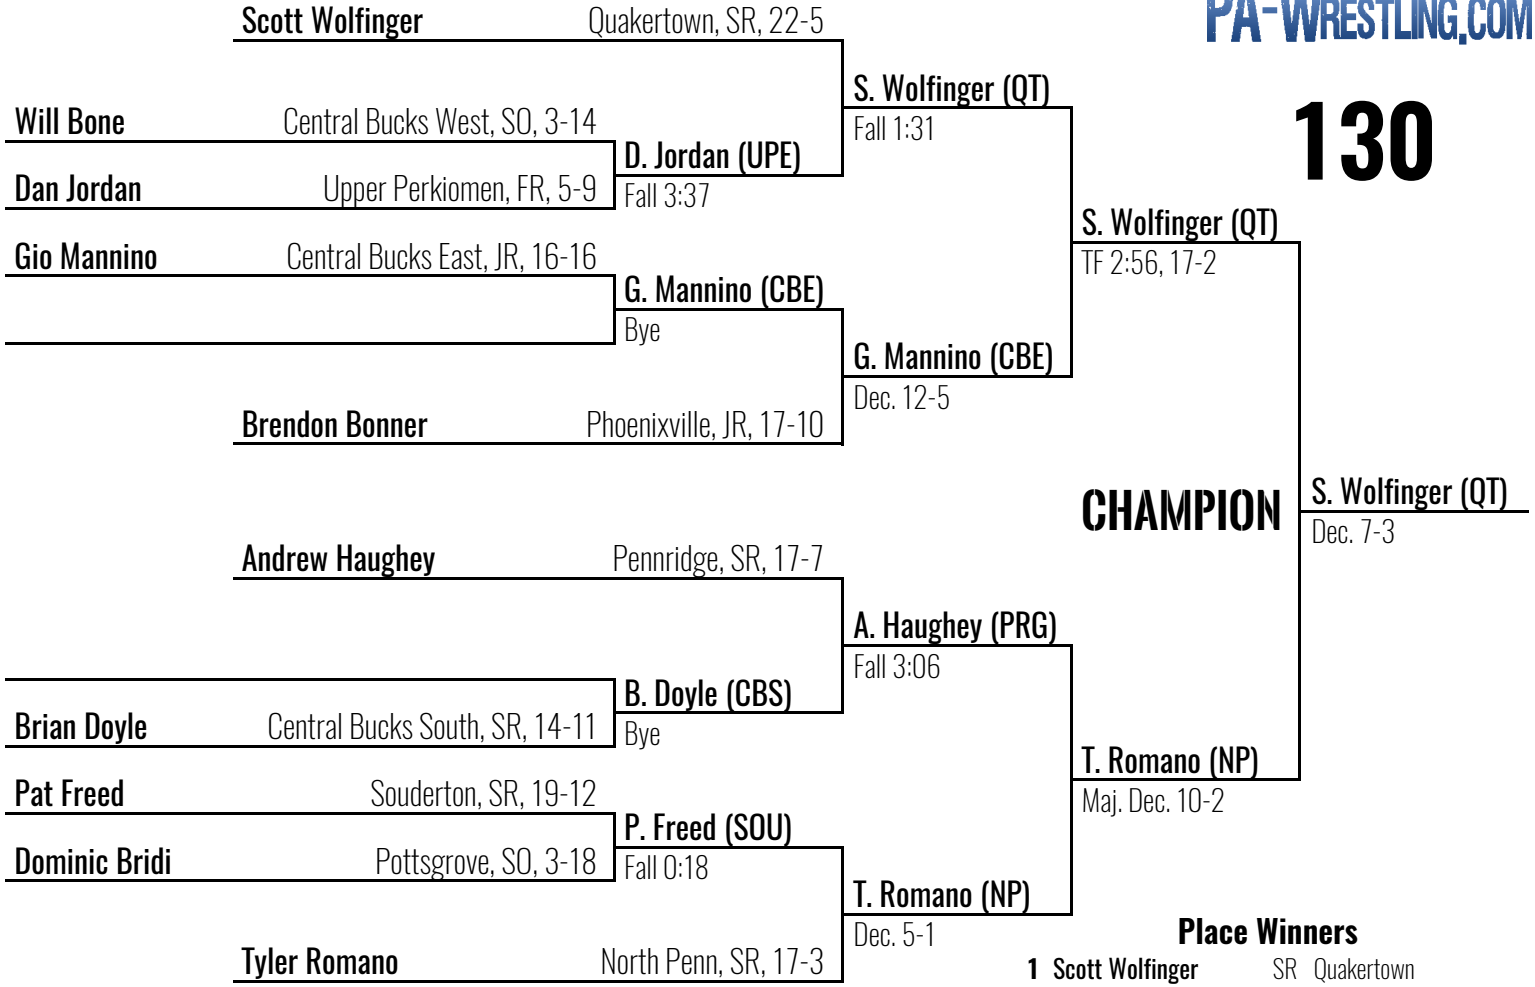 PA-WRESTLING.COM
130
Scott Wolfinger Quakertown, SR, 22-5
S. Wolfinger (QT)
Fall 1:31
Will Bone Central Bucks West, SO, 3-14
D. Jordan (UPE)
Fall 3:37
Dan Jordan Upper Perkiomen, FR, 5-9
S. Wolfinger (QT)
TF 2:56, 17-2
Gio Mannino Central Bucks East, JR, 16-16
G. Mannino (CBE)
Bye
G. Mannino (CBE)
Dec. 12-5
Brendon Bonner Phoenixville, JR, 17-10
CHAMPION
S. Wolfinger (QT)
Dec. 7-3
Andrew Haughey Pennridge, SR, 17-7
A. Haughey (PRG)
Fall 3:06
B. Doyle (CBS)
Bye
Brian Doyle Central Bucks South, SR, 14-11
T. Romano (NP)
Maj. Dec. 10-2
Pat Freed Souderton, SR, 19-12
P. Freed (SOU)
Fall 0:18
Dominic Bridi Pottsgrove, SO, 3-18
T. Romano (NP)
Dec. 5-1
Tyler Romano North Penn, SR, 17-3
Place Winners
1 Scott Wolfinger SR Quakertown